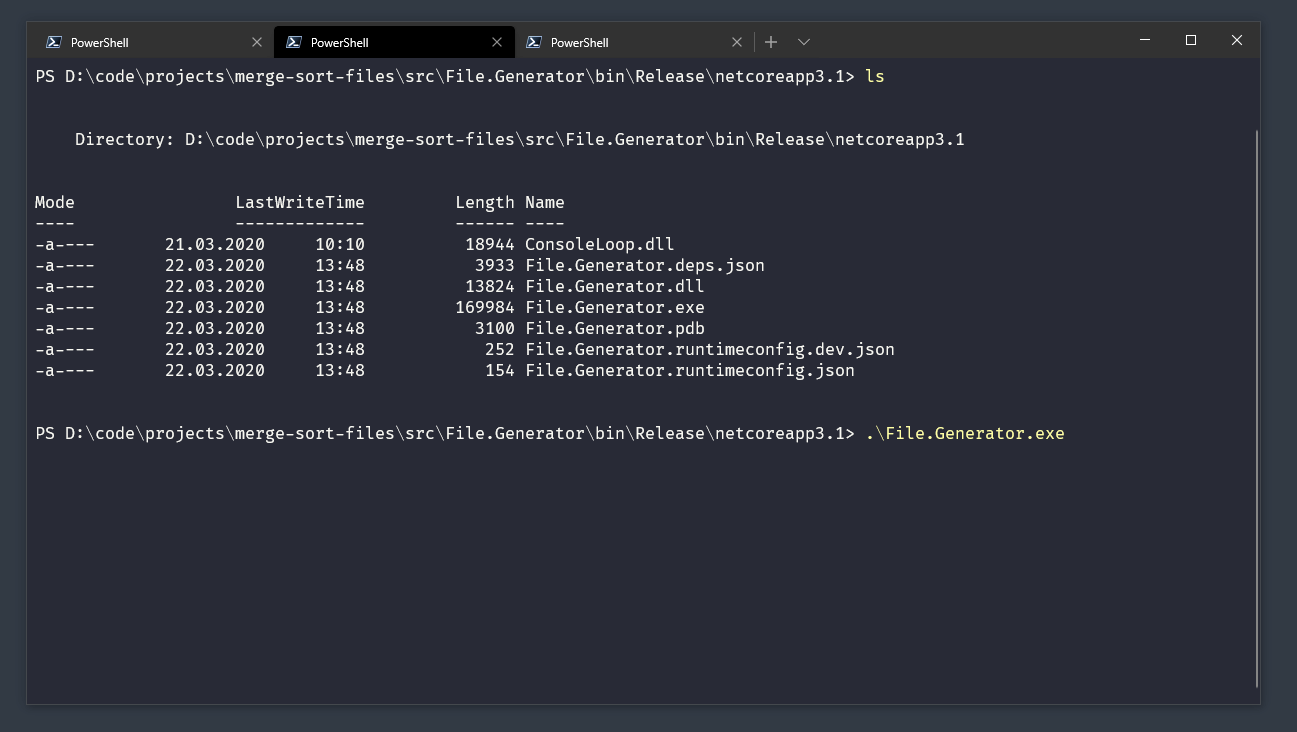 PowerShell PowerShell PowerShell
PS D:\code\projects\merge-sort-files\src\File.Generator\bin\Release\netcoreapp3.1> ls
Directory: D:\code\projects\merge-sort-files\src\File.Generator\bin\Release\netcoreapp3.1
Mode LastWriteTime Length Name
---- ------------- ------ ----
-a---- 21.03.2020 10:10 18944 ConsoleLoop.dll
-a---- 22.03.2020 13:48 3933 File.Generator.deps.json
-a---- 22.03.2020 13:48 13824 File.Generator.dll
-a---- 22.03.2020 13:48 169984 File.Generator.exe
-a---- 22.03.2020 13:48 3100 File.Generator.pdb
-a---- 22.03.2020 13:48 252 File.Generator.runtimeconfig.dev.json
-a---- 22.03.2020 13:48 154 File.Generator.runtimeconfig.json
PS D:\code\projects\merge-sort-files\src\File.Generator\bin\Release\netcoreapp3.1> .\File.Generator.exe